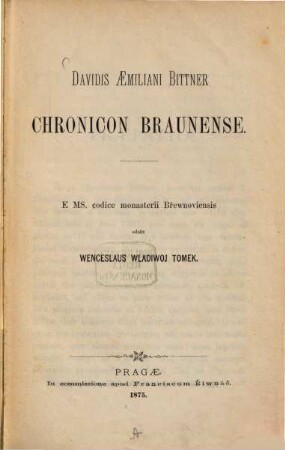 DAVIDIS ÆMILIANI BITTNER
CHRONICON BRAUNENSE.
E MS. codice monasterii Břewnoviensis
edidit
WENCESLAUS WLADIWOJ TOMEK.
PRAGÆ.
In commissione apud Franciscum Řiwnáč.
1875.